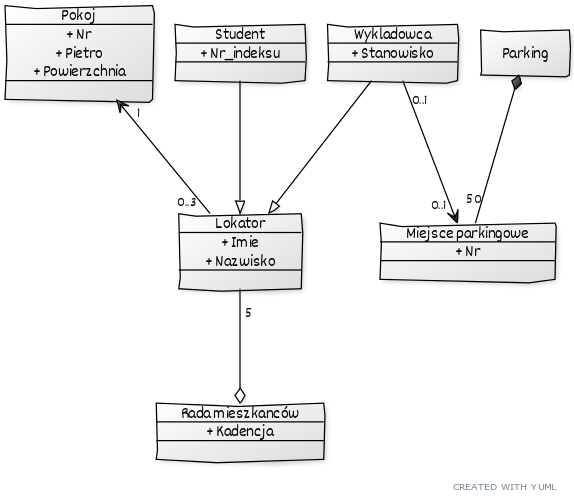 Pokoj
+ Nr
+ Pietro
+ Powierzchnia
Student
+ Nr_indeksu
Wykladowca
+ Stanowisko
Parking
1
0..3
0..1
0..1
50
Lokator
+ Imie
+ Nazwisko
Miejsce parkingowe
+ Nr
5
Rada mieszkanców
+ Kadencja
CREATED WITH YUML